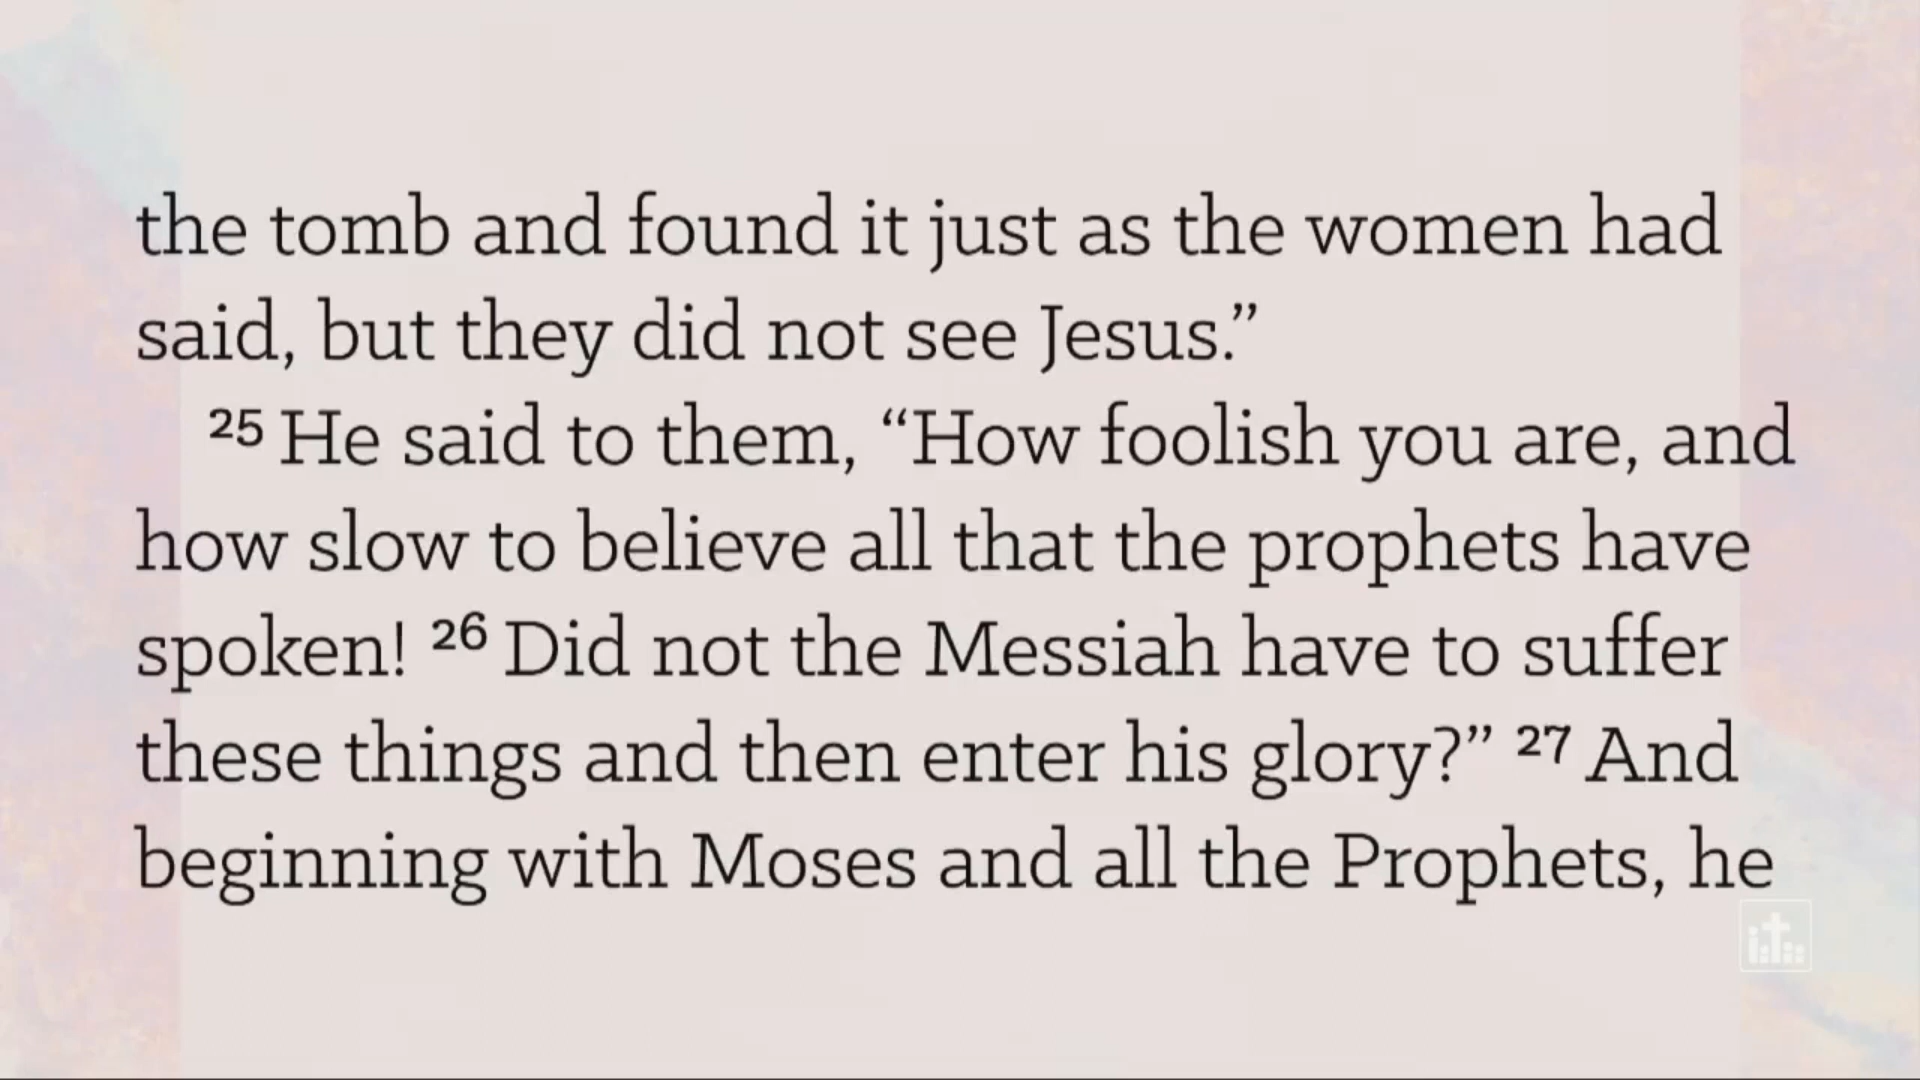 the tomb and found it just as the women had
said, but they did not see Jesus.”
25 He said to them, “How foolish you are, and
how slow to believe all that the prophets have
spoken! 26 Did not the Messiah have to suffer
these things and then enter his glory?” 27 And
beginning with Moses and all the Prophets, he